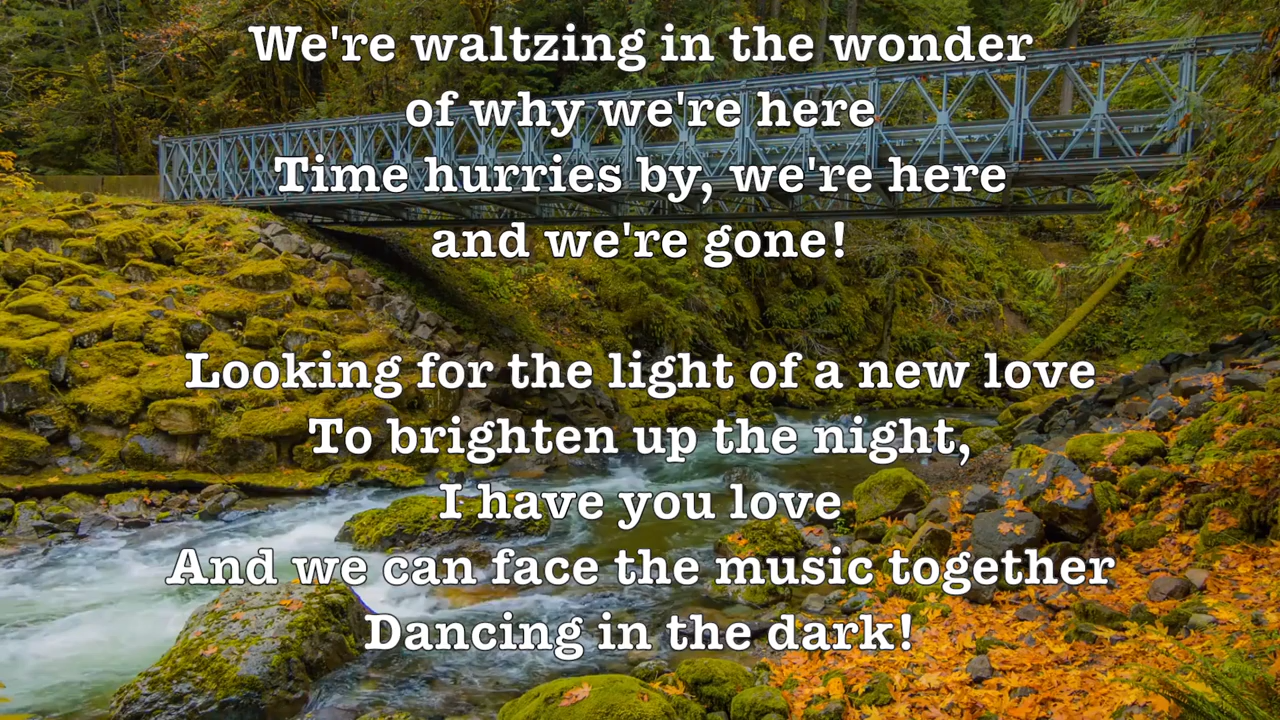 We're waltzing in the wonder
of why we're here
Time hurries by, we're here
and we're gone!
Looking for the light of a new love
To brighten up the night,
I have you love
And we can face the music together
Dancing in the dark!